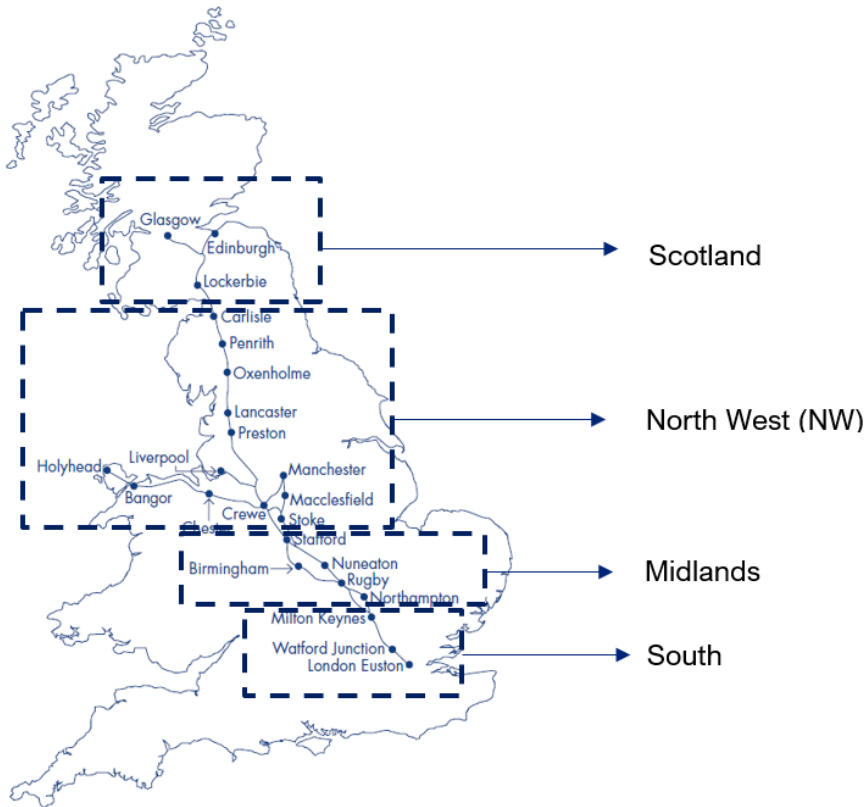 Glasgow
Edinburgh
Scotland
Lockerbie
Carlisle
Penrith
Oxenholme
Lancaster
North West (NW)
Preston
Liverpool
Holyhead
Manchester
Bangor
Macclesfield
Crewe
Chester
Stoke
Stafford
Birmingham
Nuneaton
Midlands
Rugby
Northampton
Milton Keynes
Watford Junction
South
London Euston